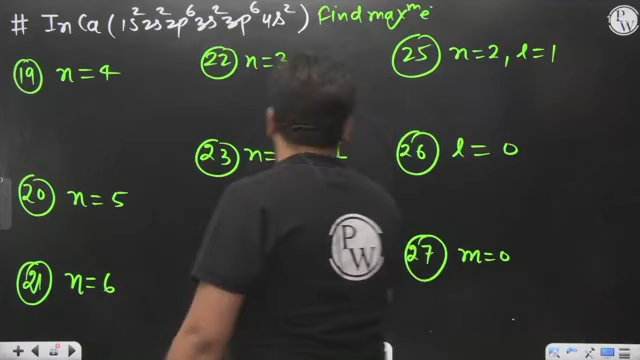 # In Ca (1s²2s²2p⁶3s²3p⁶4s²) Find maxᵐ e
19 n = 4
20 n = 5
21 n = 6
22 n =
23 n =
25 n = 2, l = 1
26 l = 0
27 m = 0
PW
PW